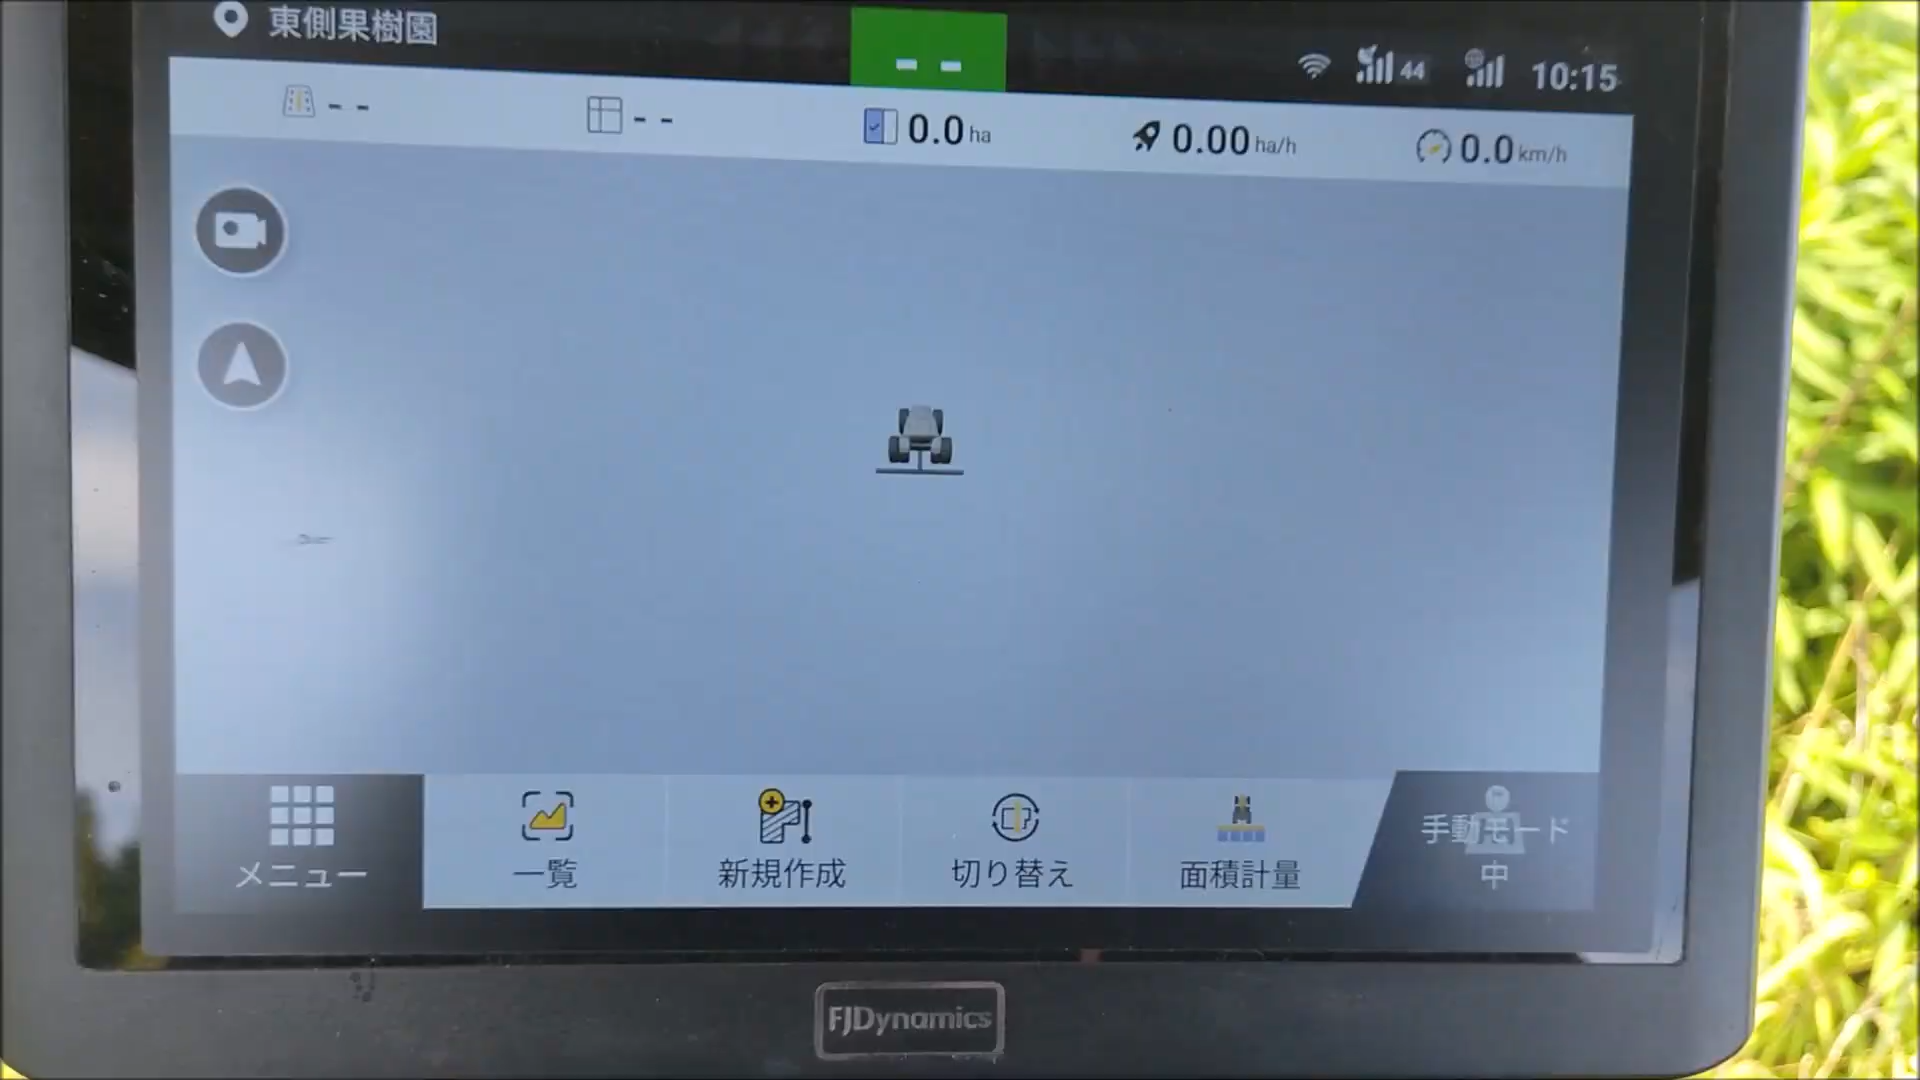 東側果樹園
- -
44
10:15
- -
- -
0.0 ha
0.00 ha/h
0.0 km/h
メニュー
一覧
新規作成
切り替え
面積計量
手動モード
中
FJDynamics